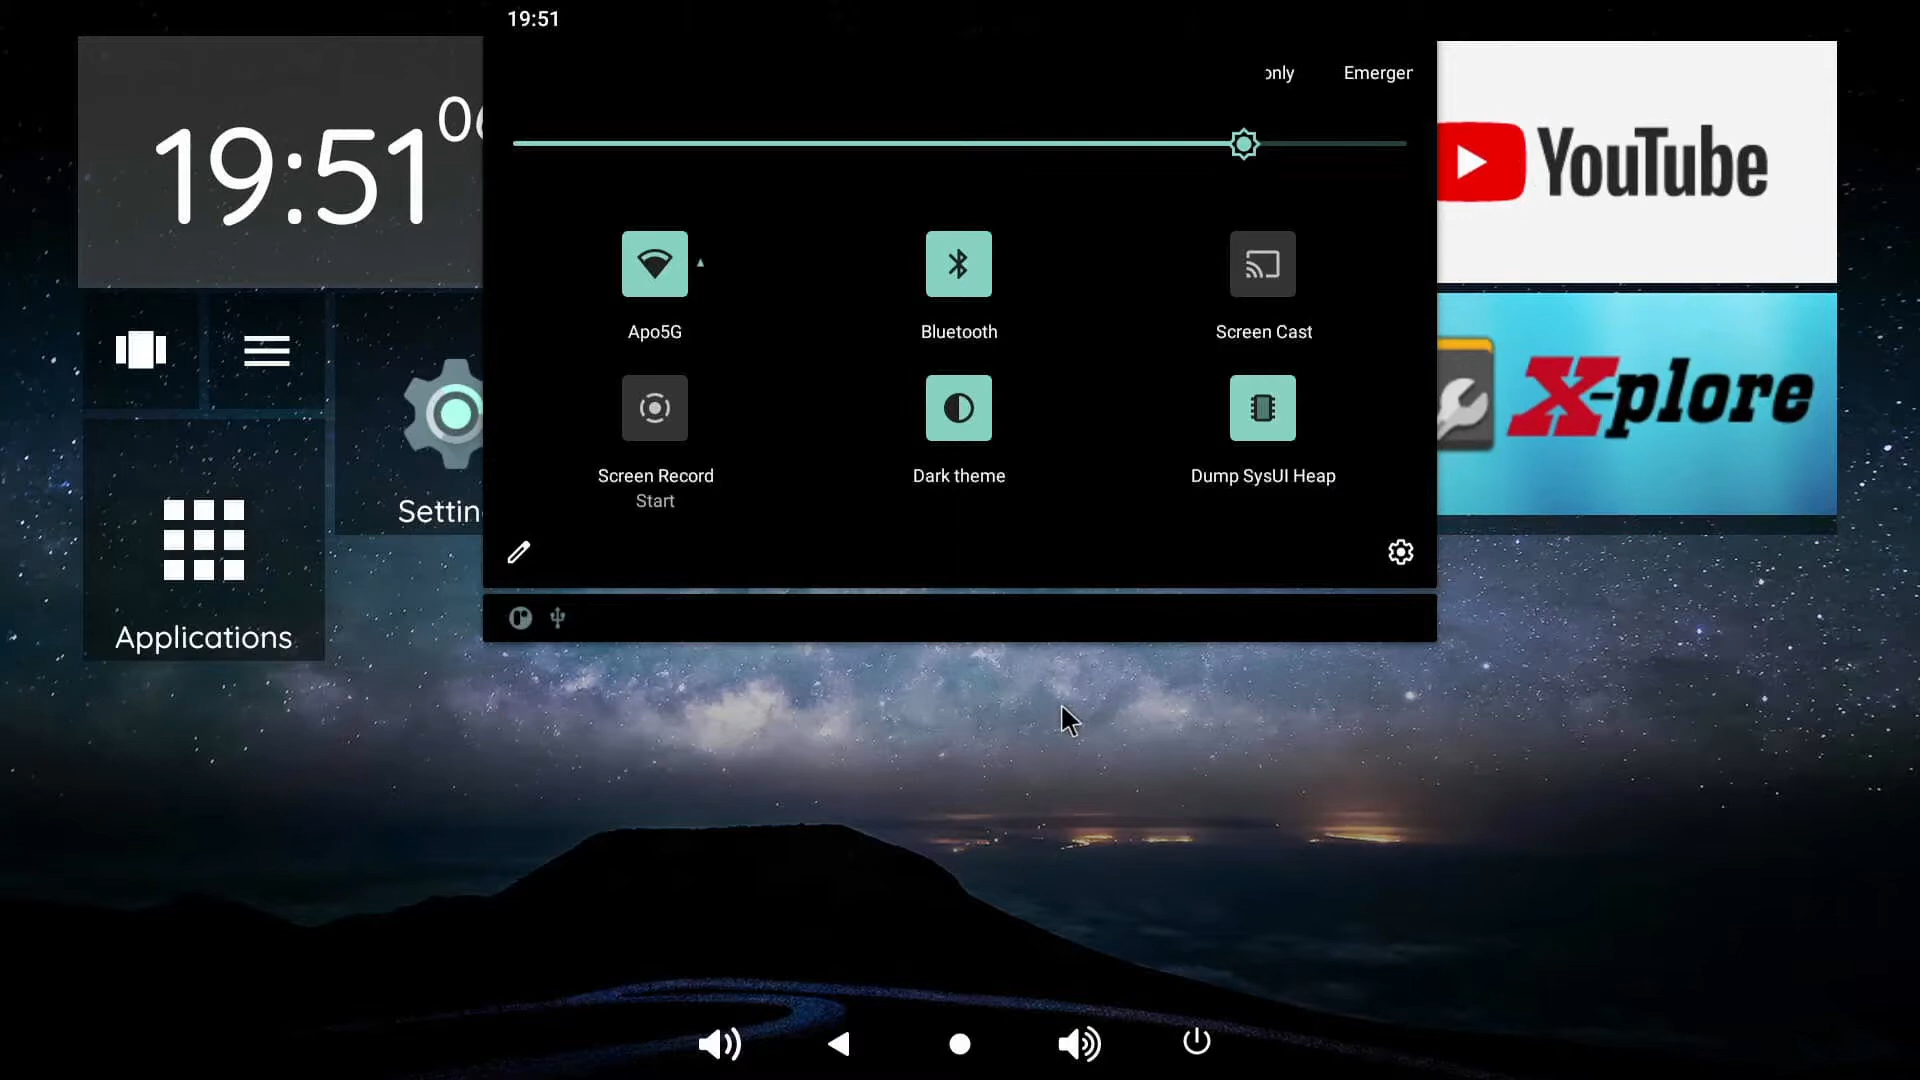 19:51
only Emerger
19:51
YouTube
Apo5G
Bluetooth
Screen Cast
X-plore
Screen Record
Start
Dark theme
Dump SysUI Heap
Settin
Applications